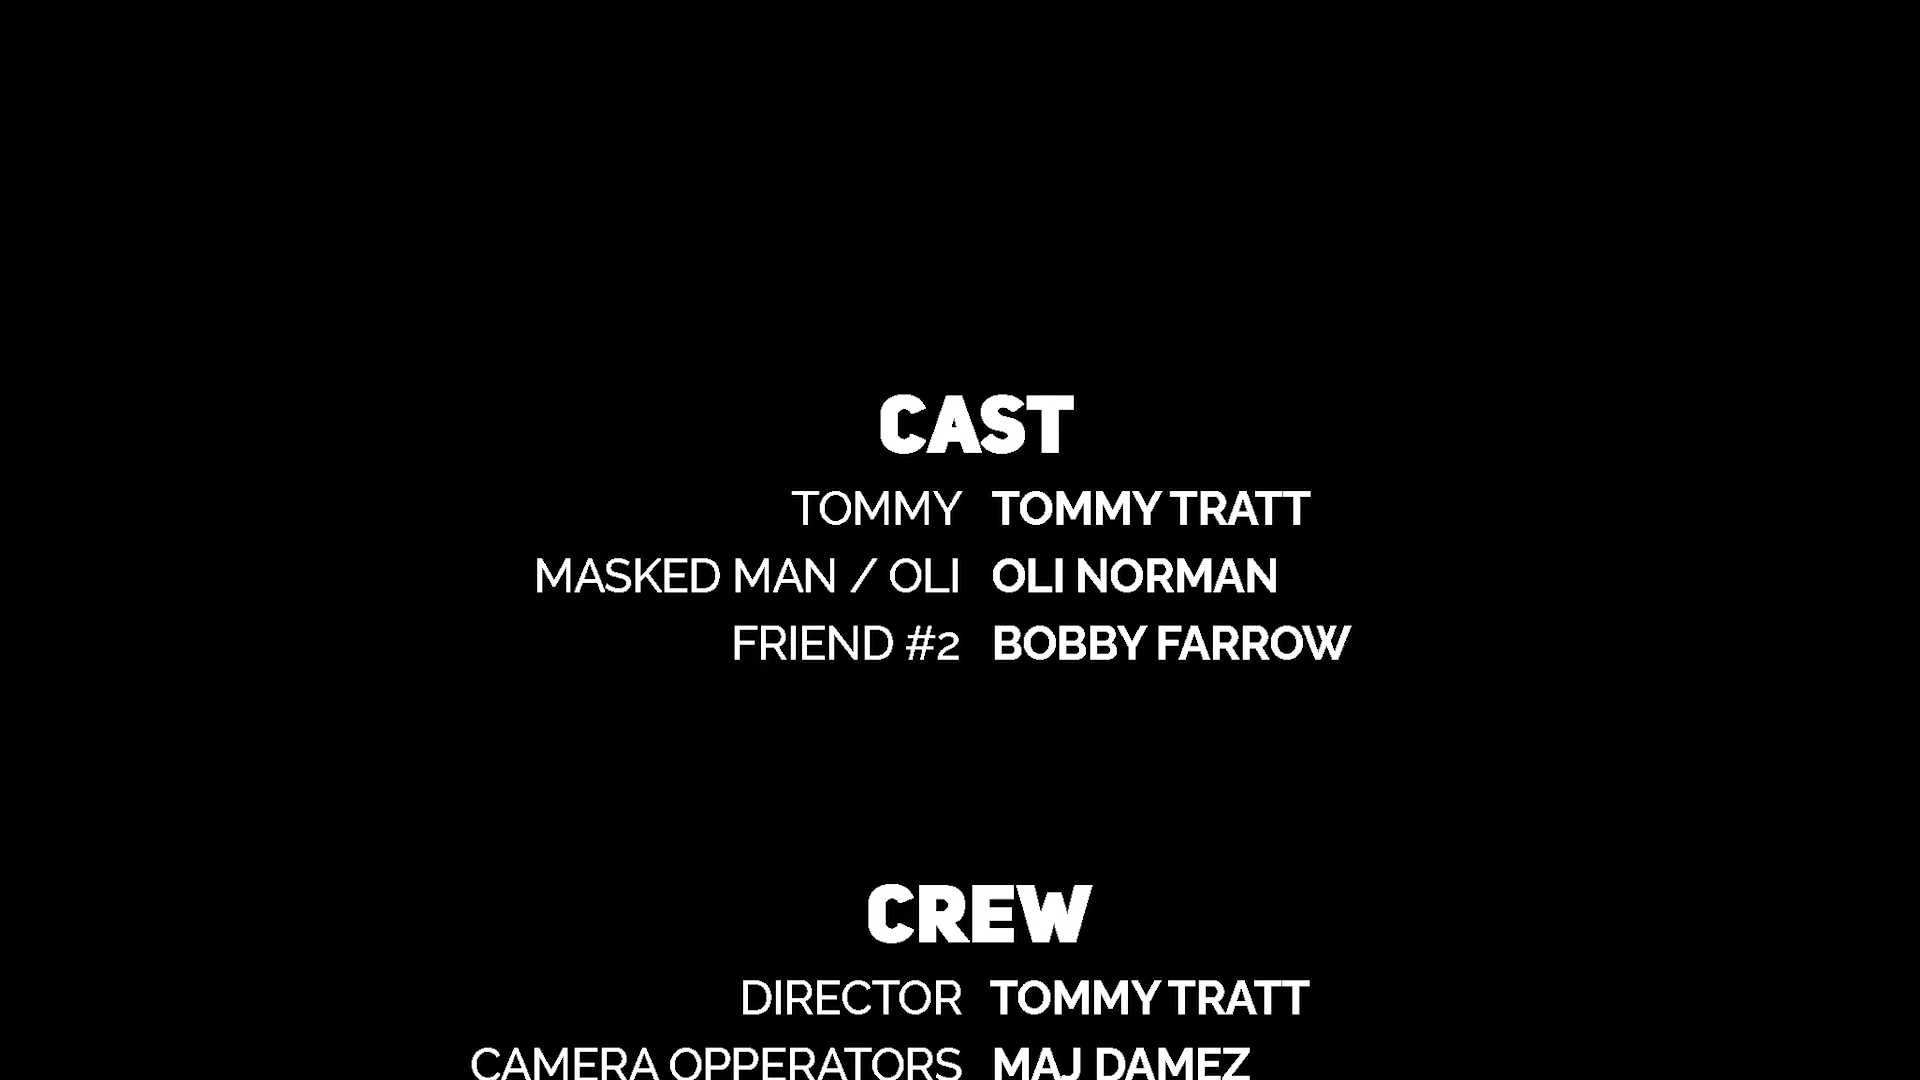 CAST
TOMMY TOMMY TRATT
MASKED MAN / OLI OLI NORMAN
FRIEND #2 BOBBY FARROW
CREW
DIRECTOR TOMMY TRATT
CAMERA OPPERATORS MAJ DAMEZ